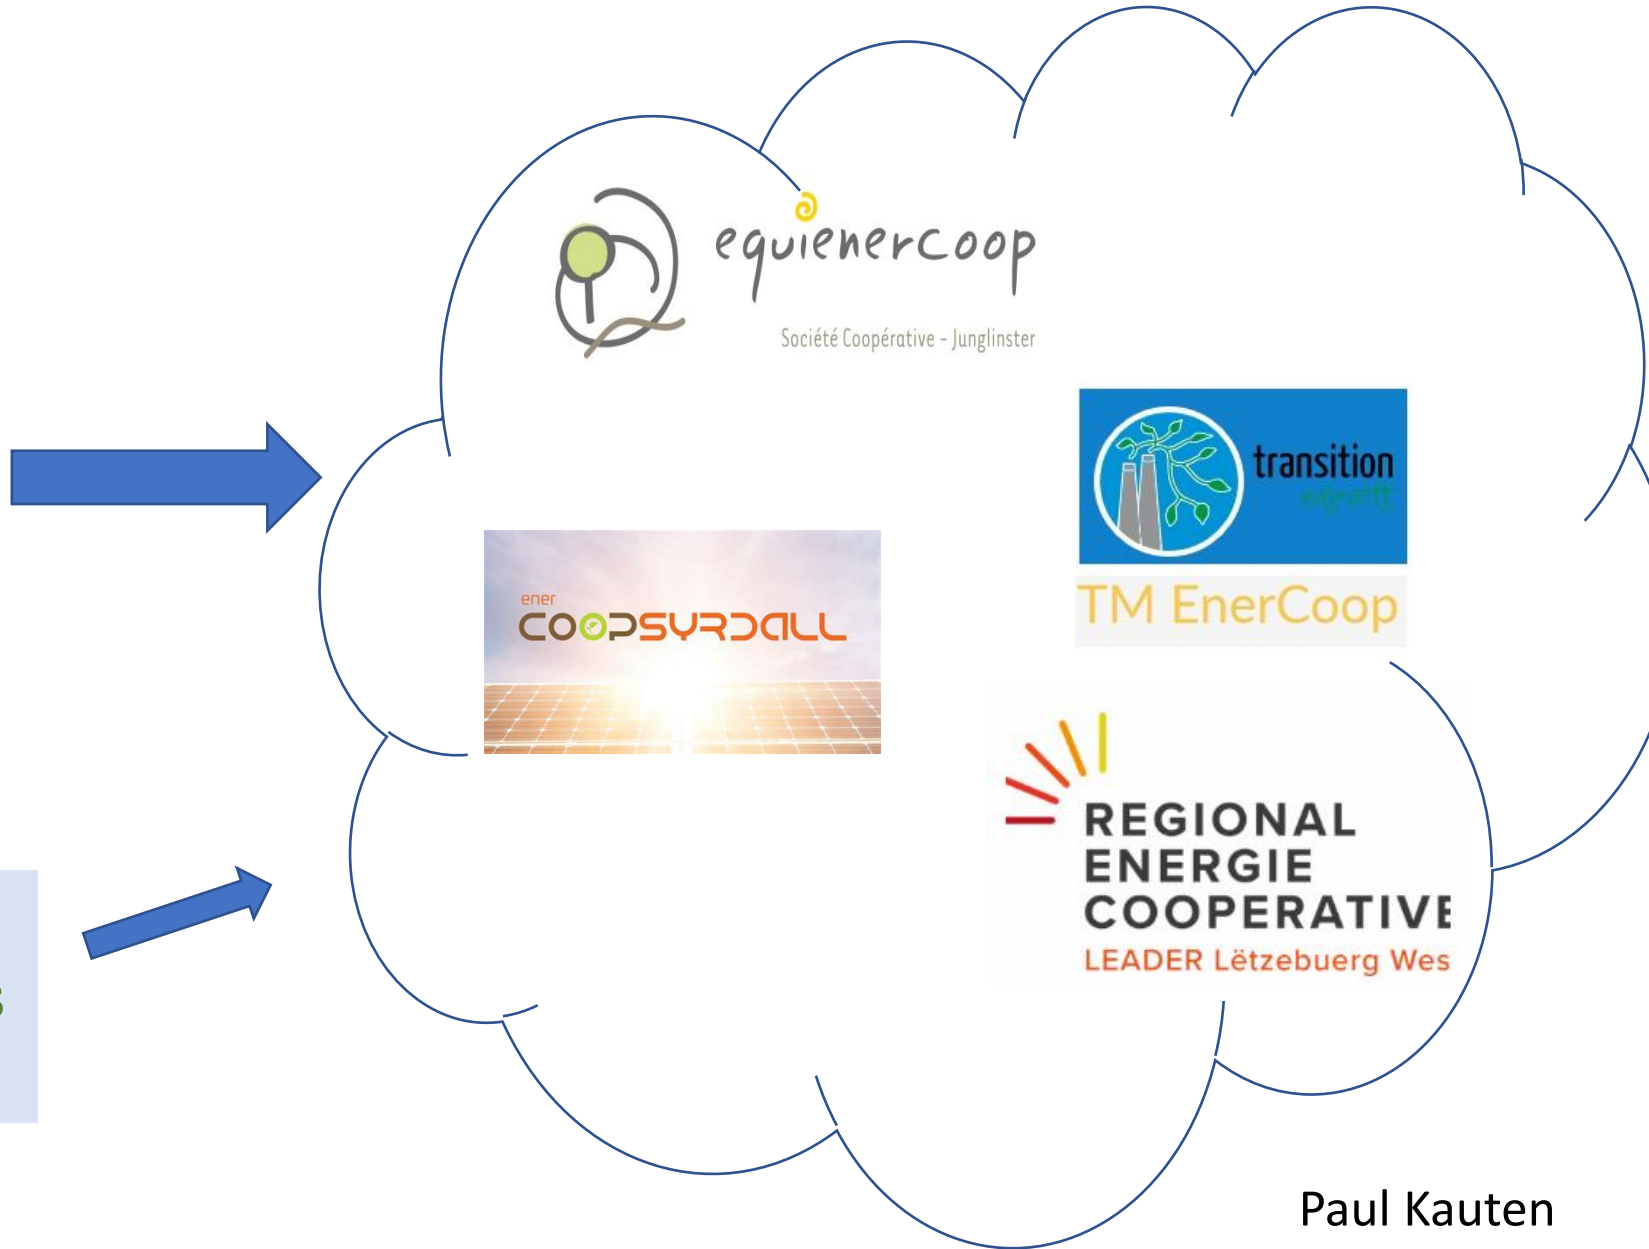 equienercoop
Société Coopérative - Junglinster
transition
TM EnerCoop
ener
COOPSYRDALL
REGIONAL
ENERGIE
COOPERATIVE
LEADER Lëtzebuerg Wes
s
Paul Kauten